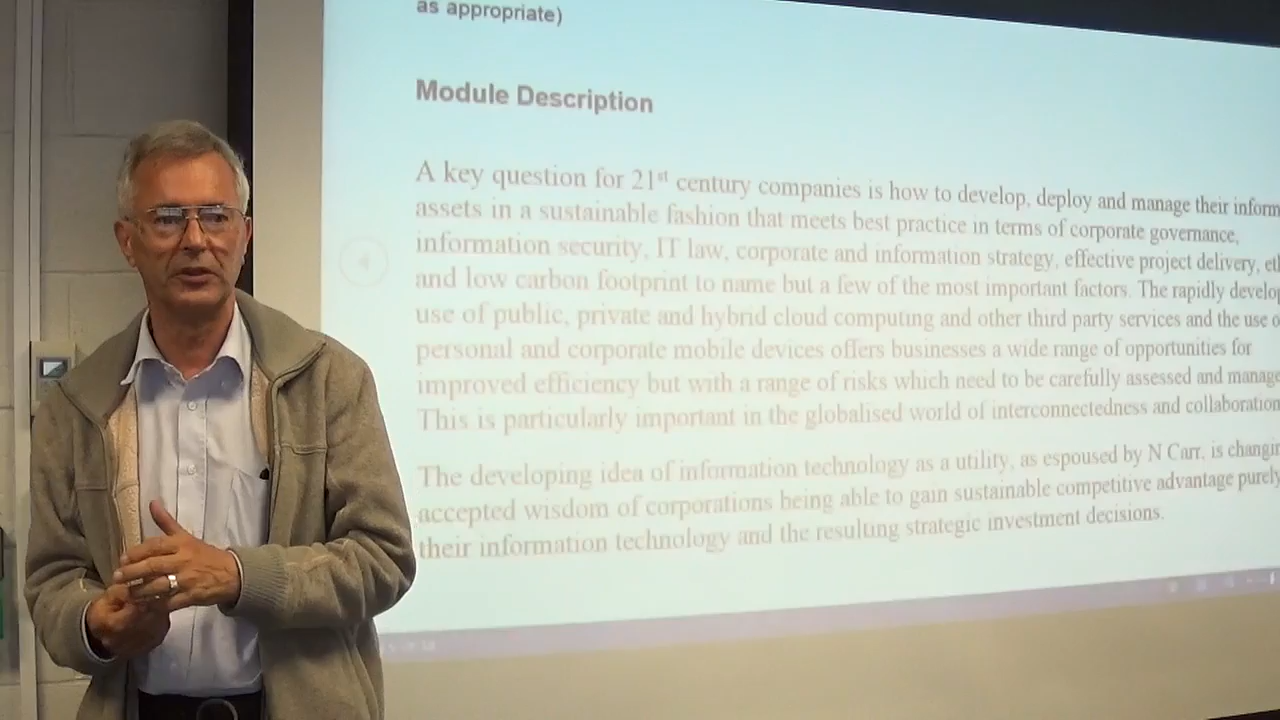 as appropriate)
Module Description
A key question for 21st century companies is how to develop, deploy and manage their inform
assets in a sustainable fashion that meets best practice in terms of corporate governance,
information security, IT law, corporate and information strategy, effective project delivery, et
and low carbon footprint to name but a few of the most important factors. The rapidly develop
use of public, private and hybrid cloud computing and other third party services and the use o
personal and corporate mobile devices offers businesses a wide range of opportunities for
improved efficiency but with a range of risks which need to be carefully assessed and manage
This is particularly important in the globalised world of interconnectedness and collaboration
The developing idea of information technology as a utility, as espoused by N Carr, is changin
accepted wisdom of corporations being able to gain sustainable competitive advantage purely
their information technology and the resulting strategic investment decisions.